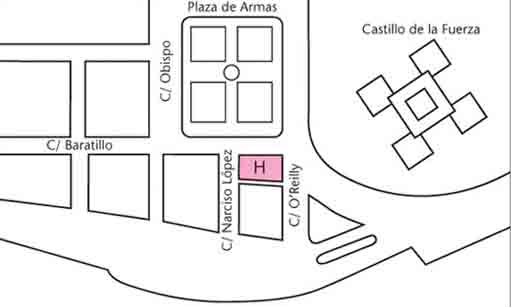 Plaza de Armas
Castillo de la Fuerza
C/ Obispo
C/ Baratillo
C/ Narciso López
H
C/ O'Reilly